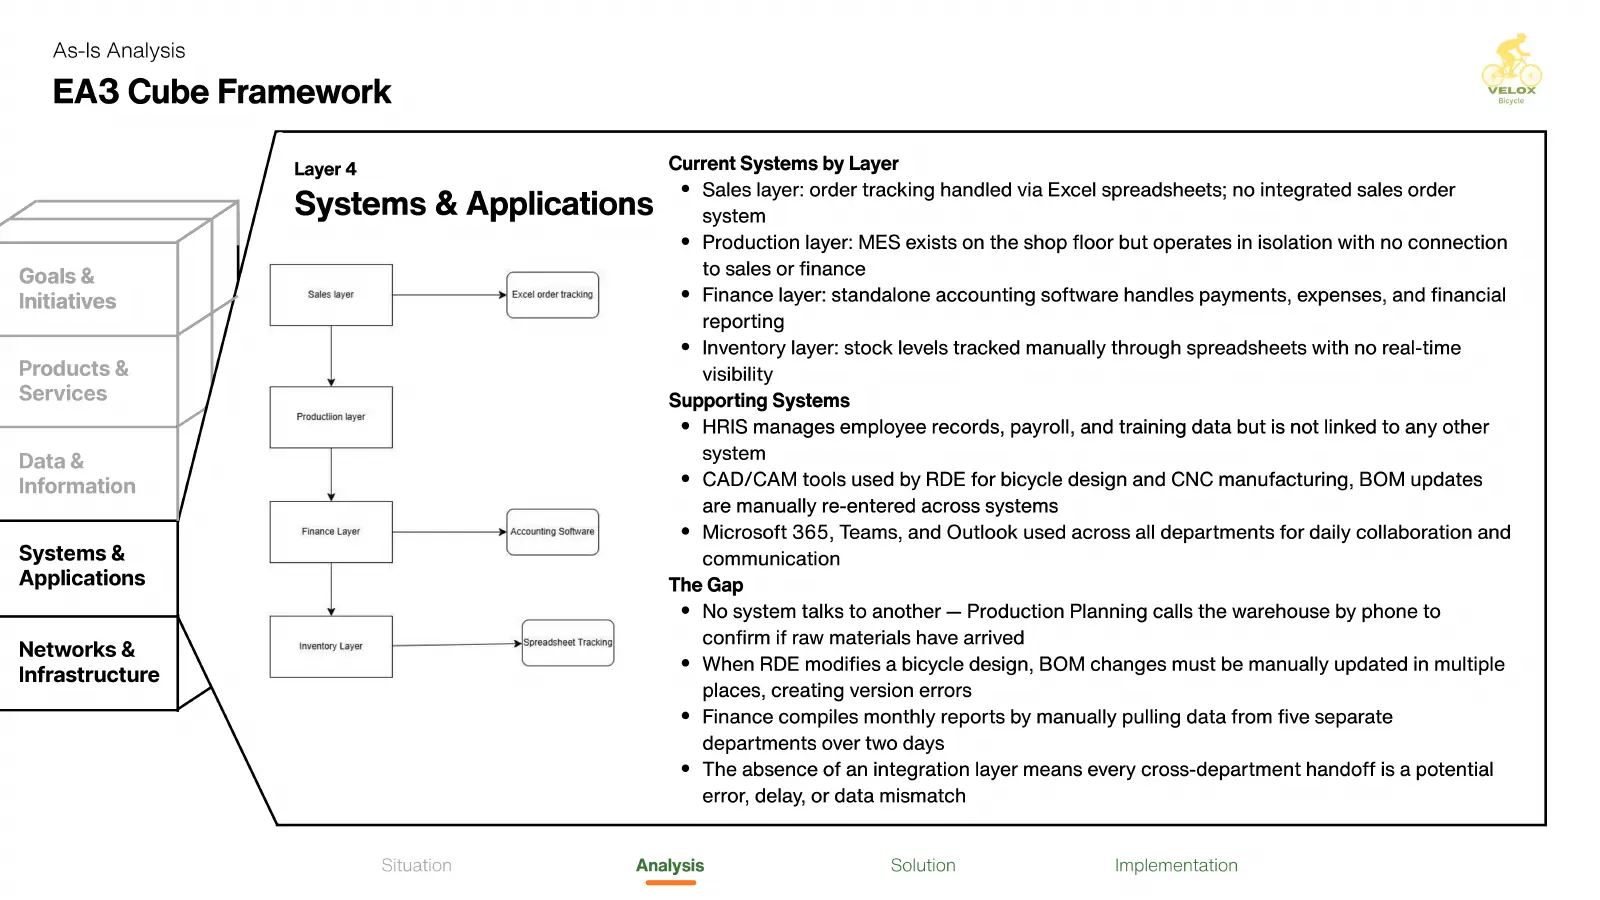 As-Is Analysis
EA3 Cube Framework
VELOX
Bicycle
Goals &
Initiatives
Products &
Services
Data &
Information
Systems &
Applications
Networks &
Infrastructure
Layer 4
Systems & Applications
Sales layer
Excel order tracking
Productiion layer
Finance Layer
Accounting Software
Inventory Layer
Spreadsheet Tracking
Current Systems by Layer
• Sales layer: order tracking handled via Excel spreadsheets; no integrated sales order
system
• Production layer: MES exists on the shop floor but operates in isolation with no connection
to sales or finance
• Finance layer: standalone accounting software handles payments, expenses, and financial
reporting
• Inventory layer: stock levels tracked manually through spreadsheets with no real-time
visibility
Supporting Systems
• HRIS manages employee records, payroll, and training data but is not linked to any other
system
• CAD/CAM tools used by RDE for bicycle design and CNC manufacturing, BOM updates
are manually re-entered across systems
• Microsoft 365, Teams, and Outlook used across all departments for daily collaboration and
communication
The Gap
• No system talks to another — Production Planning calls the warehouse by phone to
confirm if raw materials have arrived
• When RDE modifies a bicycle design, BOM changes must be manually updated in multiple
places, creating version errors
• Finance compiles monthly reports by manually pulling data from five separate
departments over two days
• The absence of an integration layer means every cross-department handoff is a potential
error, delay, or data mismatch
Situation
Analysis
Solution
Implementation